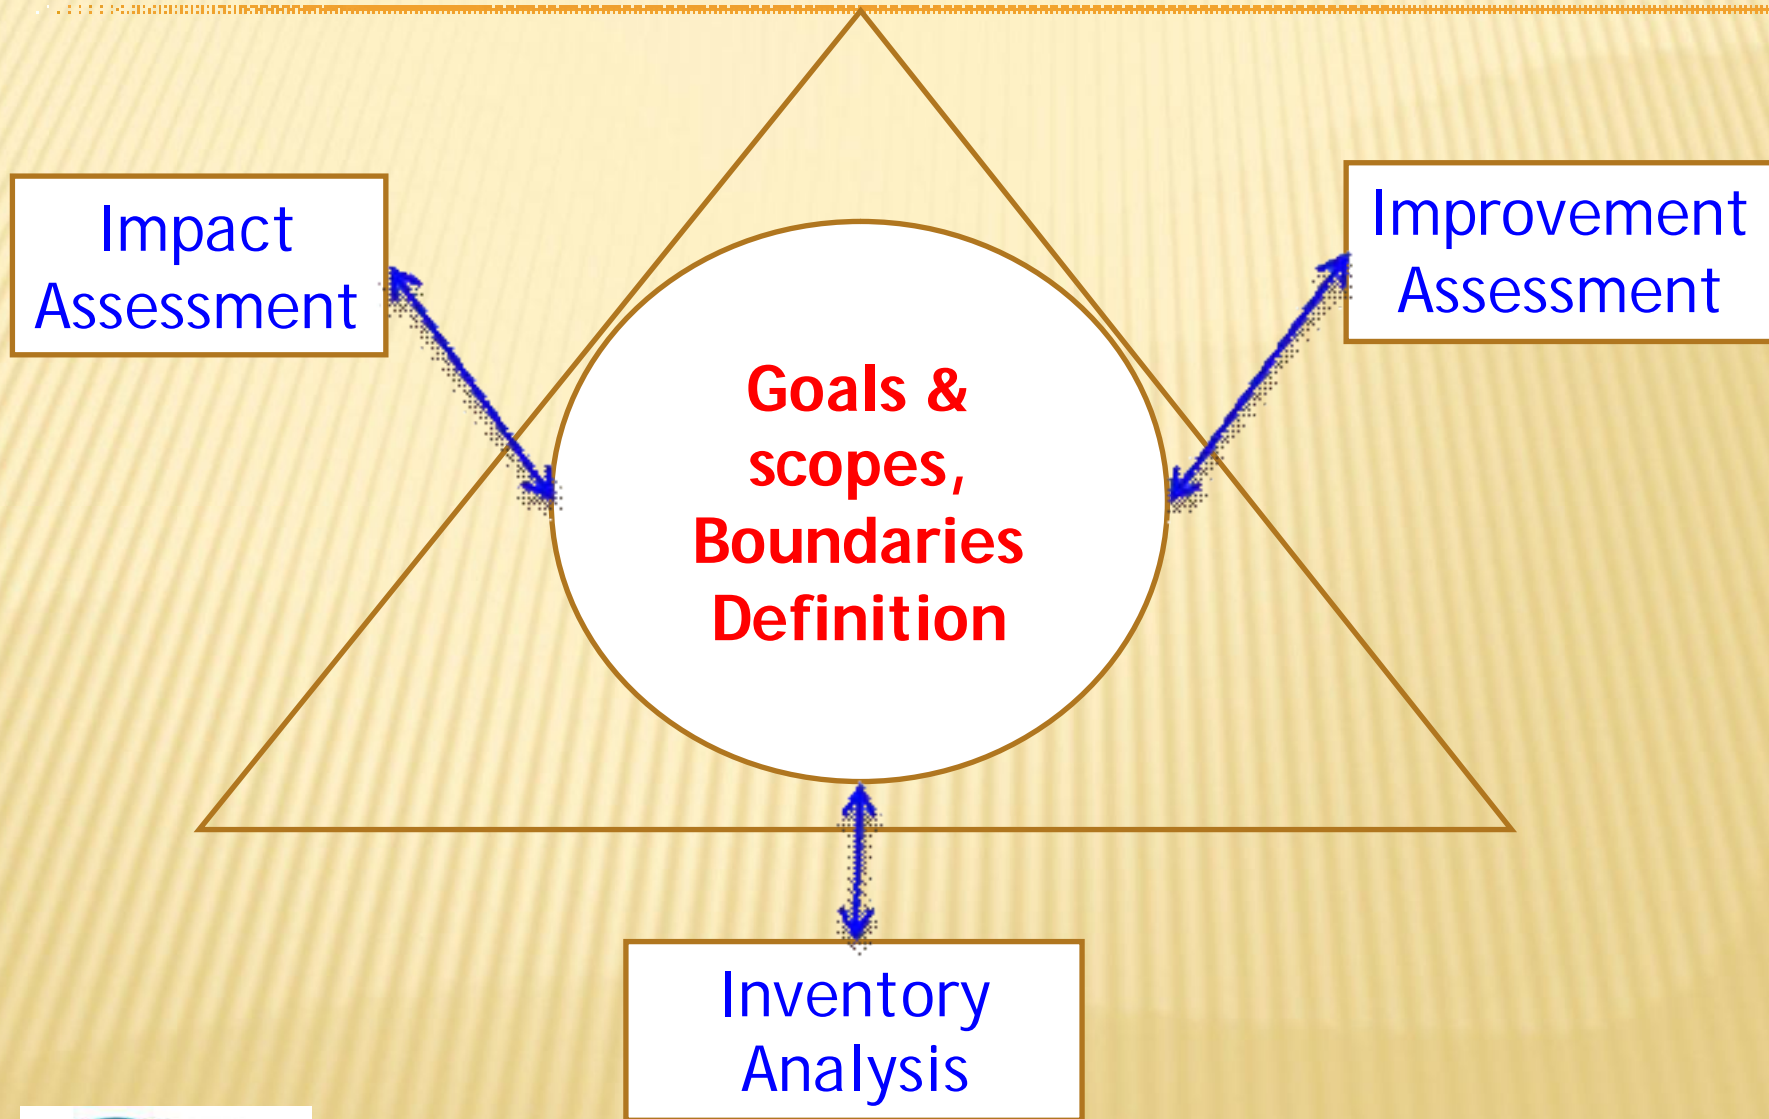 Impact
Assessment
Improvement
Assessment
Goals &
scopes,
Boundaries
Definition
Inventory
Analysis